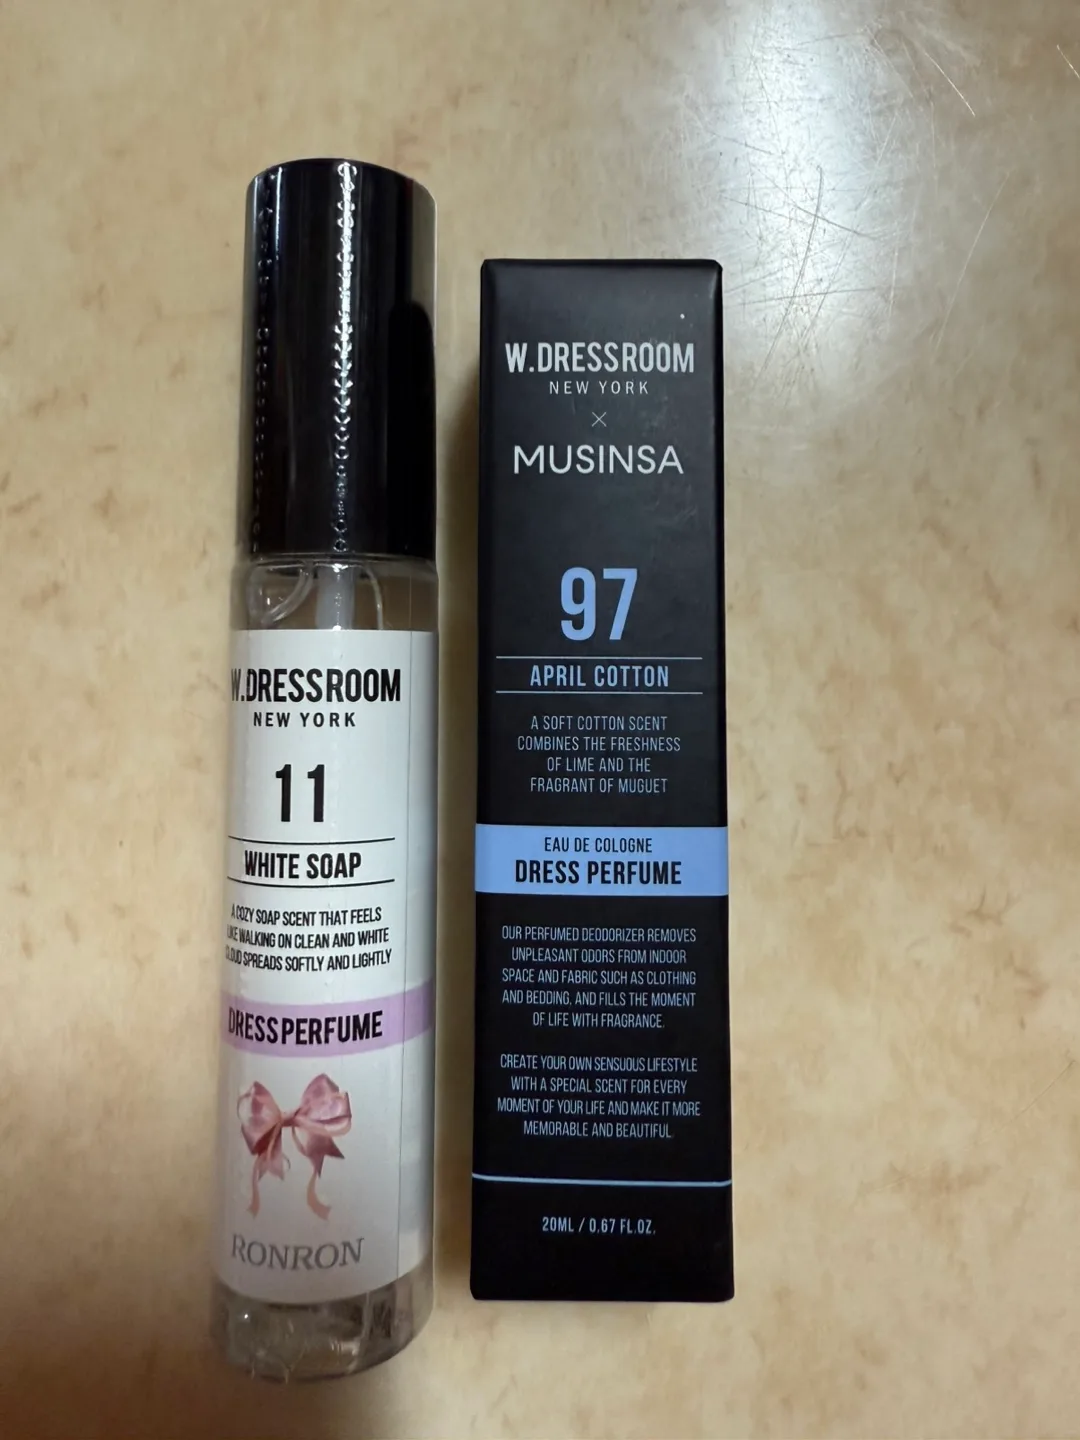 W.DRESSROOM
NEW YORK
11
WHITE SOAP
A COZY SOAP SCENT THAT FEELS
LIKE WALKING ON CLEAN AND WHITE
CLOUD SPREADS SOFTLY AND LIGHTLY
DRESS PERFUME
RONRON
W.DRESSROOM
NEW YORK
×
MUSINSA
97
APRIL COTTON
A SOFT COTTON SCENT
COMBINES THE FRESHNESS
OF LIME AND THE
FRAGRANT OF MUGUET
EAU DE COLOGNE
DRESS PERFUME
OUR PERFUMED DEODORIZER REMOVES
UNPLEASANT ODORS FROM INDOOR
SPACE AND FABRIC SUCH AS CLOTHING
AND BEDDING, AND FILLS THE MOMENT
OF LIFE WITH FRAGRANCE.
CREATE YOUR OWN SENSUOUS LIFESTYLE
WITH A SPECIAL SCENT FOR EVERY
MOMENT OF YOUR LIFE AND MAKE IT MORE
MEMORABLE AND BEAUTIFUL.
20ML / 0.67 FL.OZ.